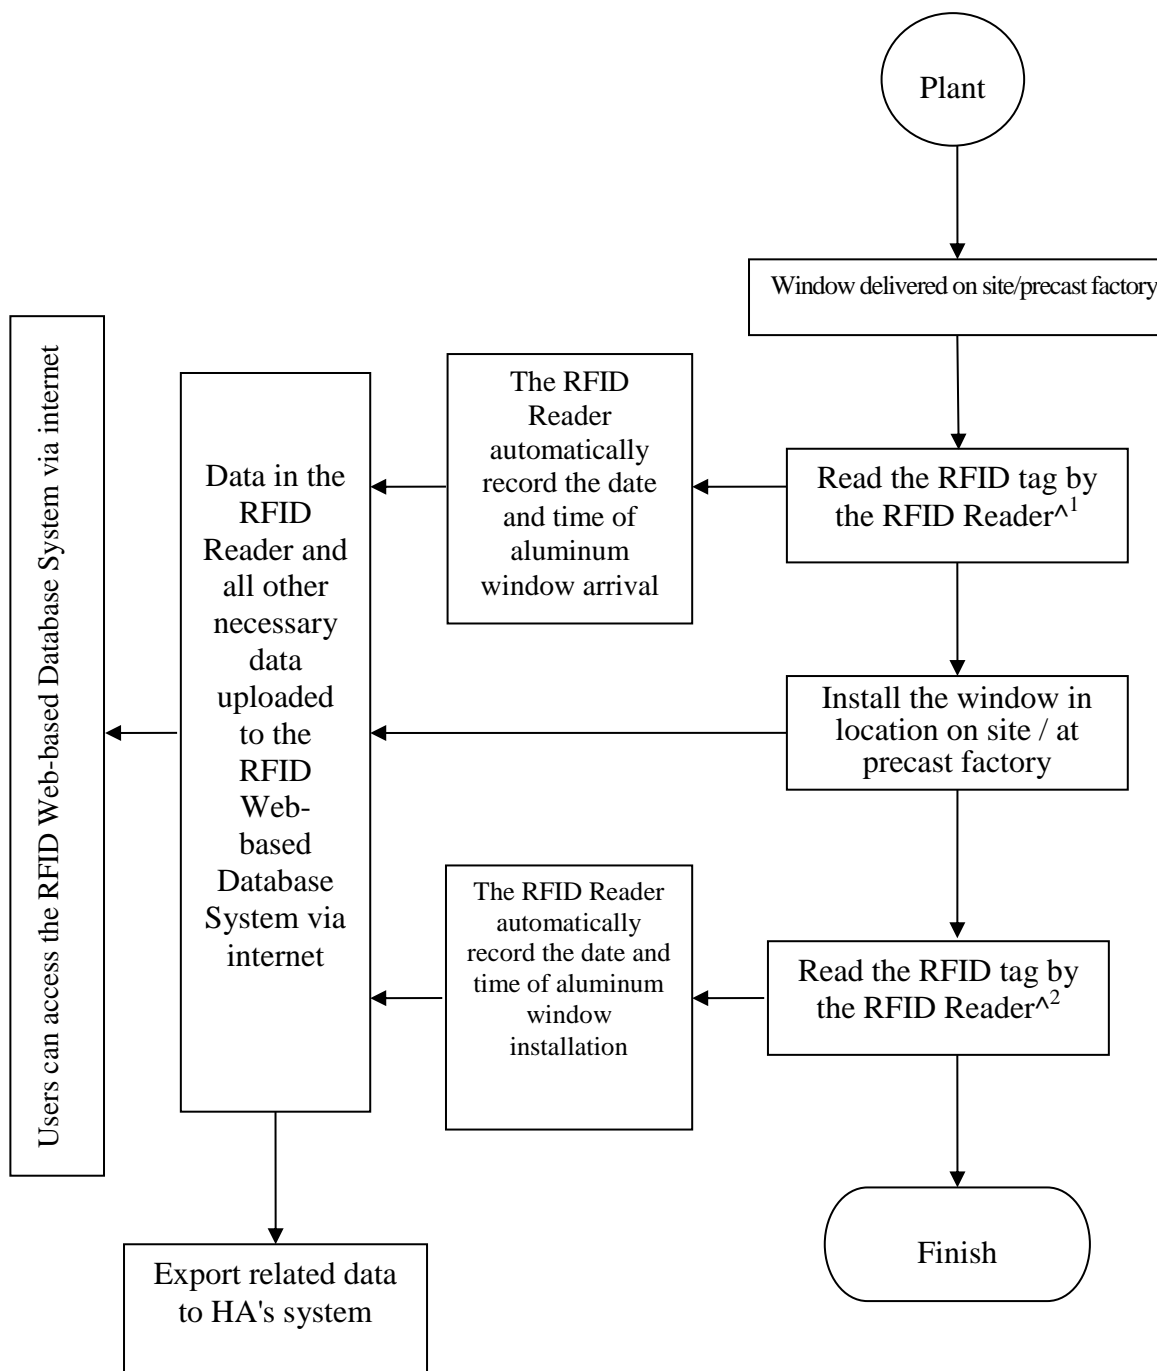 Plant
Window delivered on site/precast factory
Users can access the RFID Web-based Database System via internet
Data in the
RFID
Reader and
all other
necessary
data
uploaded
to the
RFID
Web-
based
Database
System via
internet
The RFID
Reader
automatically
record the date
and time of
aluminum
window arrival
Read the RFID tag by
the RFID Reader^1
Install the window in
location on site / at
precast factory
The RFID Reader
automatically
record the date and
time of aluminum
window
installation
Read the RFID tag by
the RFID Reader^2
Finish
Export related data
to HA's system